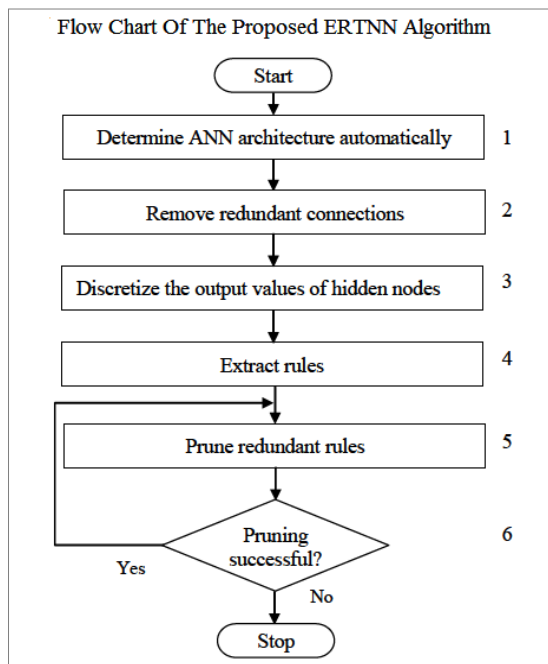 Flow Chart Of The Proposed ERTNN Algorithm
Start
Determine ANN architecture automatically 1
Remove redundant connections 2
Discretize the output values of hidden nodes 3
Extract rules 4
Prune redundant rules 5
Pruning
successful? 6
Yes
No
Stop